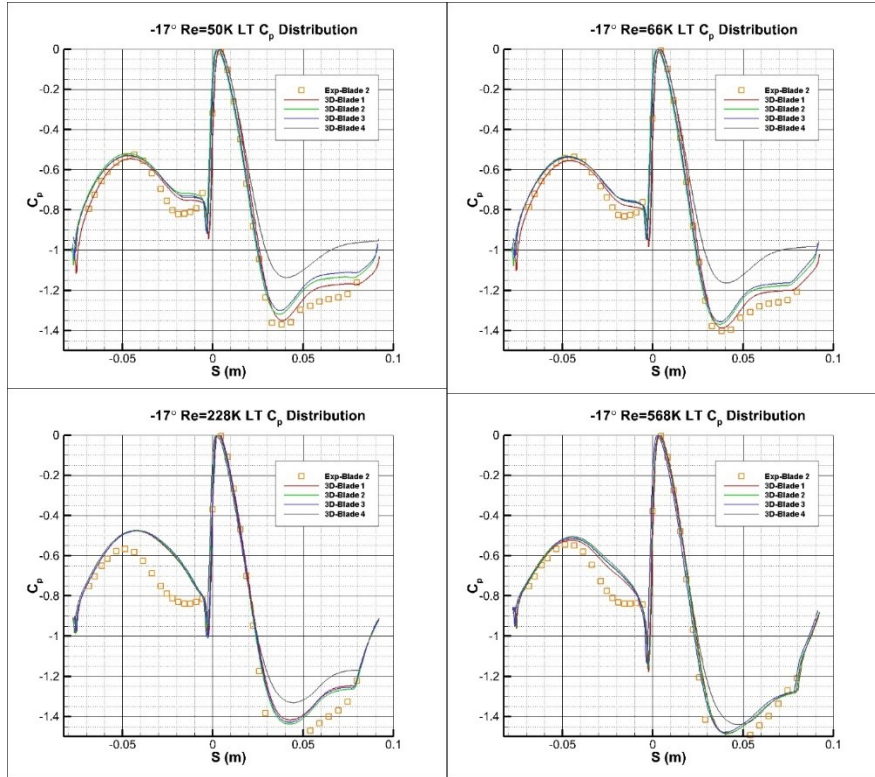 -17° Re=50K LT Cp Distribution
Exp-Blade 2
3D-Blade 1
3D-Blade 2
3D-Blade 3
3D-Blade 4
Cp
0
-0.2
-0.4
-0.6
-0.8
-1
-1.2
-1.4
-0.05 0 0.05 0.1
S (m)
-17° Re=66K LT Cp Distribution
Exp-Blade 2
3D-Blade 1
3D-Blade 2
3D-Blade 3
3D-Blade 4
Cp
0
-0.2
-0.4
-0.6
-0.8
-1
-1.2
-1.4
-0.05 0 0.05 0.1
S (m)
-17° Re=228K LT Cp Distribution
Exp-Blade 2
3D-Blade 1
3D-Blade 2
3D-Blade 3
3D-Blade 4
Cp
0
-0.2
-0.4
-0.6
-0.8
-1
-1.2
-1.4
-0.05 0 0.05 0.1
S (m)
-17° Re=568K LT Cp Distribution
Exp-Blade 2
3D-Blade 1
3D-Blade 2
3D-Blade 3
3D-Blade 4
Cp
0
-0.2
-0.4
-0.6
-0.8
-1
-1.2
-1.4
-0.05 0 0.05 0.1
S (m)